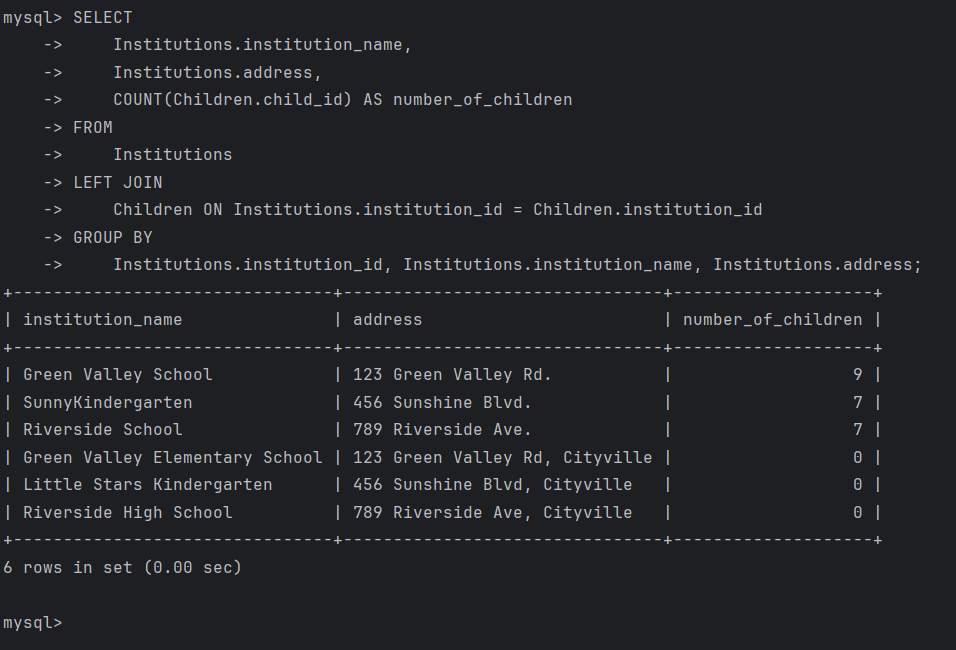 mysql> SELECT
    ->     Institutions.institution_name,
    ->     Institutions.address,
    ->     COUNT(Children.child_id) AS number_of_children
    -> FROM
    ->     Institutions
    -> LEFT JOIN
    ->     Children ON Institutions.institution_id = Children.institution_id
    -> GROUP BY
    ->     Institutions.institution_id, Institutions.institution_name, Institutions.address;
+--------------------------------+--------------------------------+--------------------+
| institution_name               | address                        | number_of_children |
+--------------------------------+--------------------------------+--------------------+
| Green Valley School            | 123 Green Valley Rd.           |                  9 |
| SunnyKindergarten              | 456 Sunshine Blvd.             |                  7 |
| Riverside School               | 789 Riverside Ave.             |                  7 |
| Green Valley Elementary School | 123 Green Valley Rd, Cityville |                  0 |
| Little Stars Kindergarten      | 456 Sunshine Blvd, Cityville   |                  0 |
| Riverside High School          | 789 Riverside Ave, Cityville   |                  0 |
+--------------------------------+--------------------------------+--------------------+
6 rows in set (0.00 sec)

mysql>